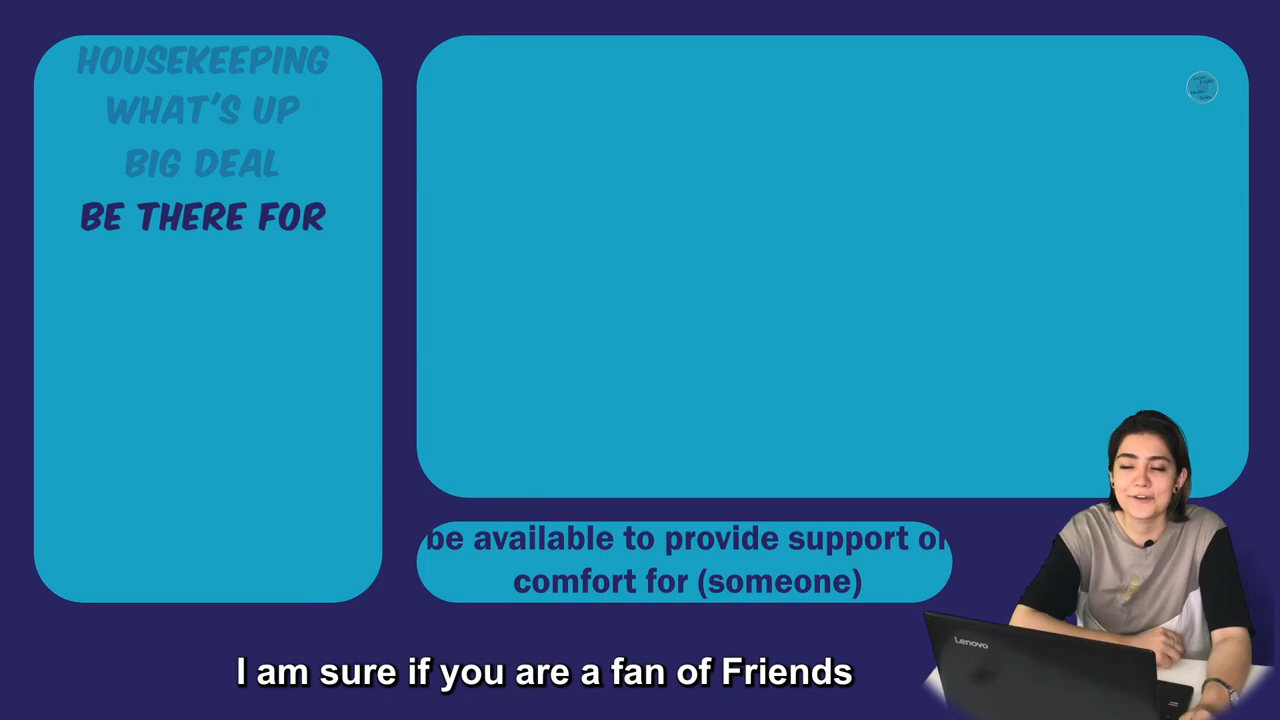 HOUSEKEEPING
WHAT'S UP
BIG DEAL
BE THERE FOR
be available to provide support or
comfort for (someone)
Lenovo
I am sure if you are a fan of Friends